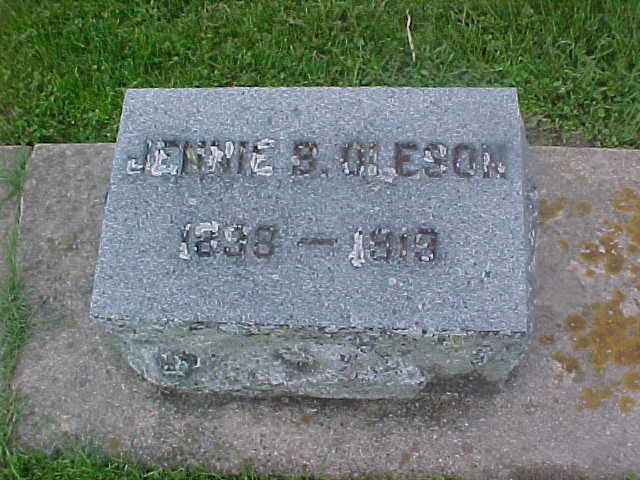 JENNIE B. OLESON
1898 — 1919